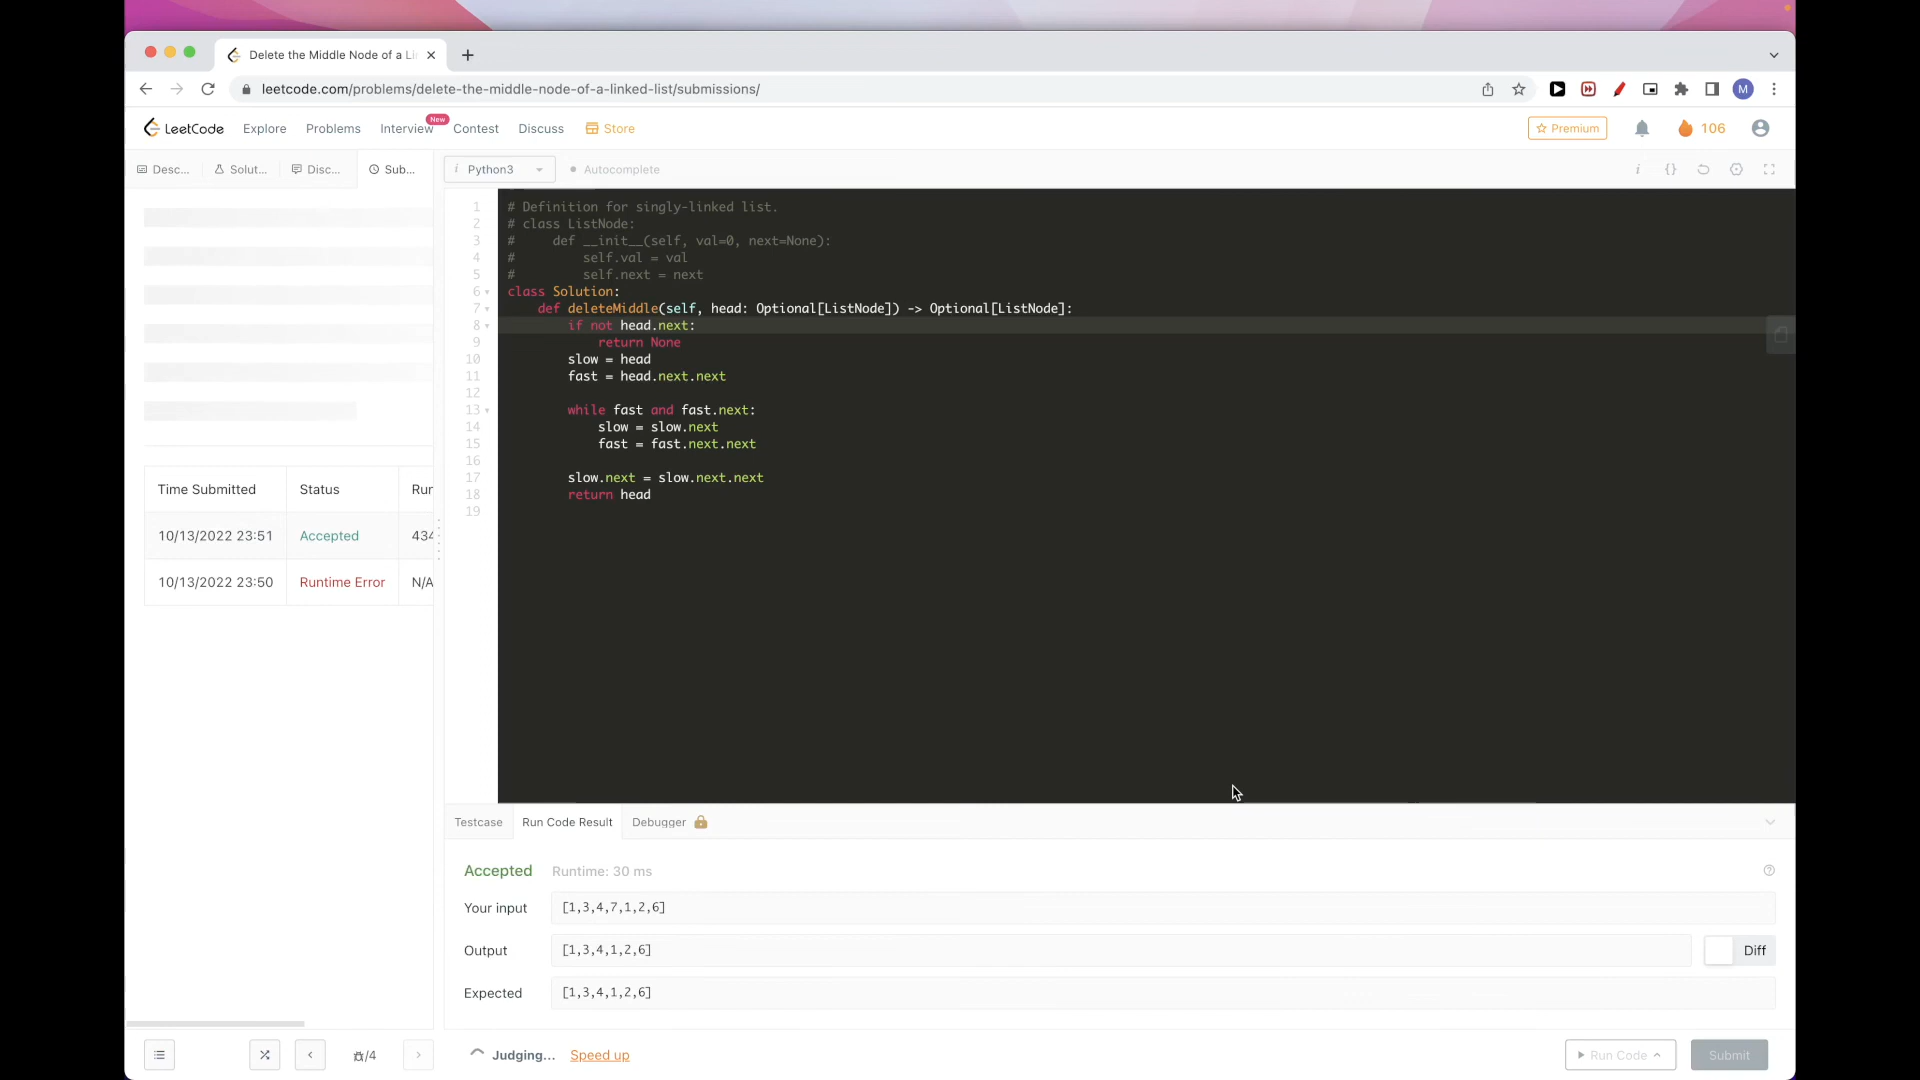 Delete the Middle Node of a Li
leetcode.com/problems/delete-the-middle-node-of-a-linked-list/submissions/
M
LeetCode
Explore
Problems
Interview
New
Contest
Discuss
Store
Premium
106
Desc...
Solut...
Disc...
Sub...
i Python3
Autocomplete
i
{}
Time Submitted Status Rur
10/13/2022 23:51 Accepted 434
10/13/2022 23:50 Runtime Error N/A
1 # Definition for singly-linked list.
2 # class ListNode:
3 #     def __init__(self, val=0, next=None):
4 #         self.val = val
5 #         self.next = next
6 class Solution:
7     def deleteMiddle(self, head: Optional[ListNode]) -> Optional[ListNode]:
8         if not head.next:
9             return None
10         slow = head
11         fast = head.next.next
12
13         while fast and fast.next:
14             slow = slow.next
15             fast = fast.next.next
16
17         slow.next = slow.next.next
18         return head
19
Testcase
Run Code Result
Debugger
Accepted Runtime: 30 ms
Your input [1,3,4,7,1,2,6]
Output [1,3,4,1,2,6] Diff
Expected [1,3,4,1,2,6]
/4
Judging...
Speed up
Run Code
Submit